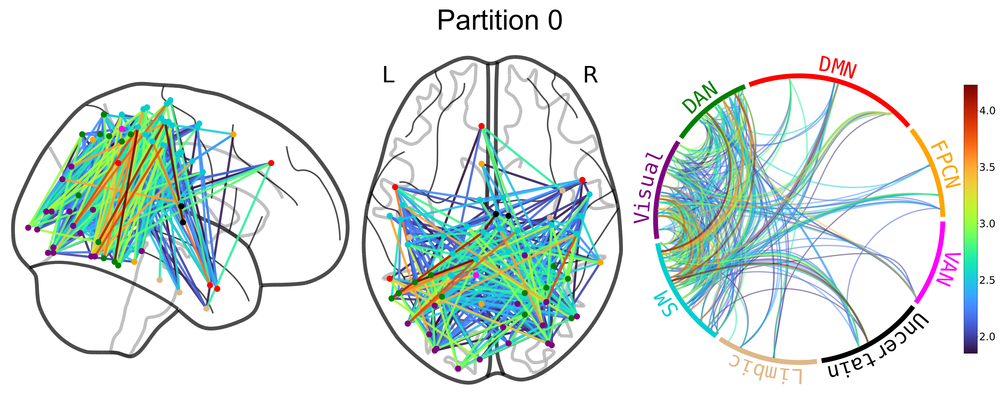 Partition 0
L
R
DMN
DAN
FPCN
Visual
VAN
SM
Uncertain
Limbic
4.0
3.5
3.0
2.5
2.0